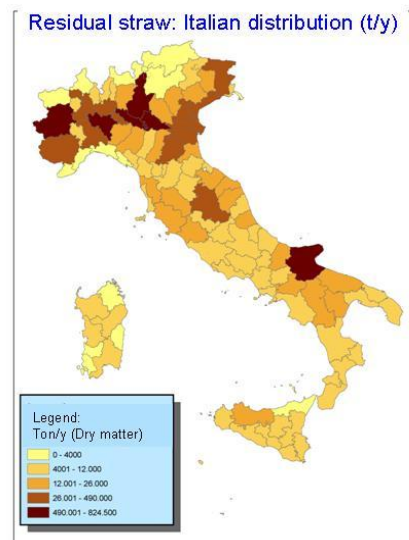 Residual straw: Italian distribution (t/y)
Legend:
Ton/y (Dry matter)
0 - 4000
4001 - 12.000
12.001 - 26.000
26.001 - 490.000
490.001 - 824.500